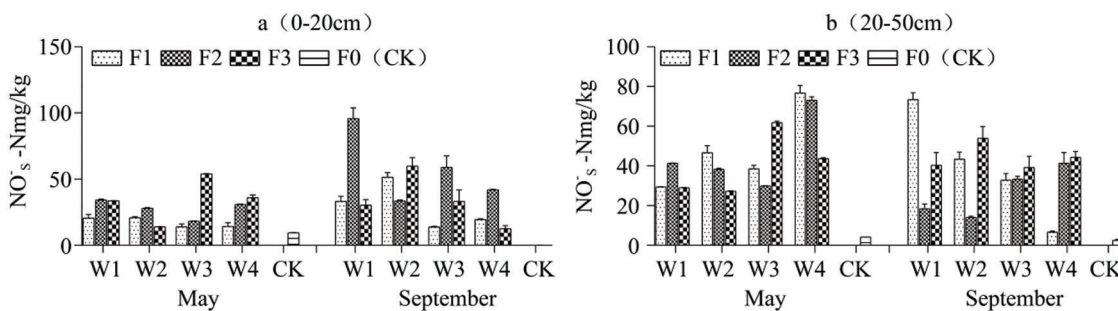 a（0-20cm）
NO⁻ₛ -Nmg/kg
150
100
50
0
F1 F2 F3 F0（CK）
W1 W2 W3 W4 CK W1 W2 W3 W4 CK
May September
b（20-50cm）
NO⁻ₛ -Nmg/kg
100
80
60
40
20
0
F1 F2 F3 F0（CK）
W1 W2 W3 W4 CK W1 W2 W3 W4 CK
May September